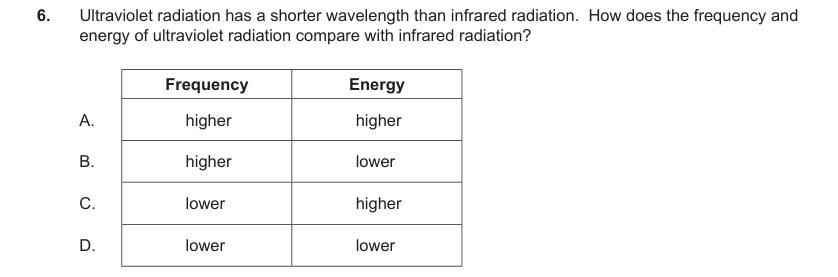 6. Ultraviolet radiation has a shorter wavelength than infrared radiation. How does the frequency and
energy of ultraviolet radiation compare with infrared radiation?
Frequency Energy
A. higher higher
B. higher lower
C. lower higher
D. lower lower